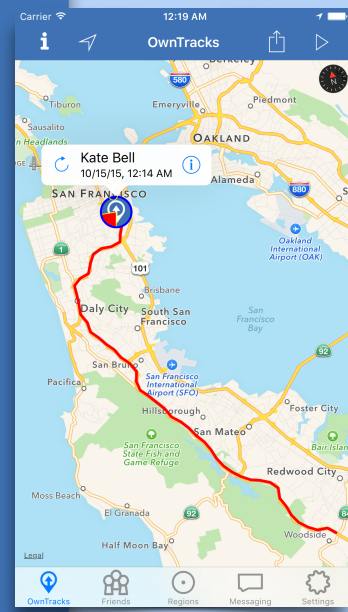 Carrier 12:19 AM
OwnTracks
Berkeley
580
Tiburon
Emeryville
Piedmont
Sausalito
OAKLAND
n Headlands
GE
Kate Bell
10/15/15, 12:14 AM
Alameda
SAN FRANCISCO
880
S
Oakland
International
Airport (OAK)
1
101
Brisbane
Daly City
South San
Francisco
San
Francisco
Bay
92
San Bruno
Pacifica
San Francisco
International
Airport (SFO)
Hillsborough
Foster City
San Mateo
San Francisco
State Fish and
Game Refuge
Bair Islan
Redwood City
Moss Beach
El Granada
92
84
Half Moon Bay
Woodside
Legal
OwnTracks Friends Regions Messaging Settings